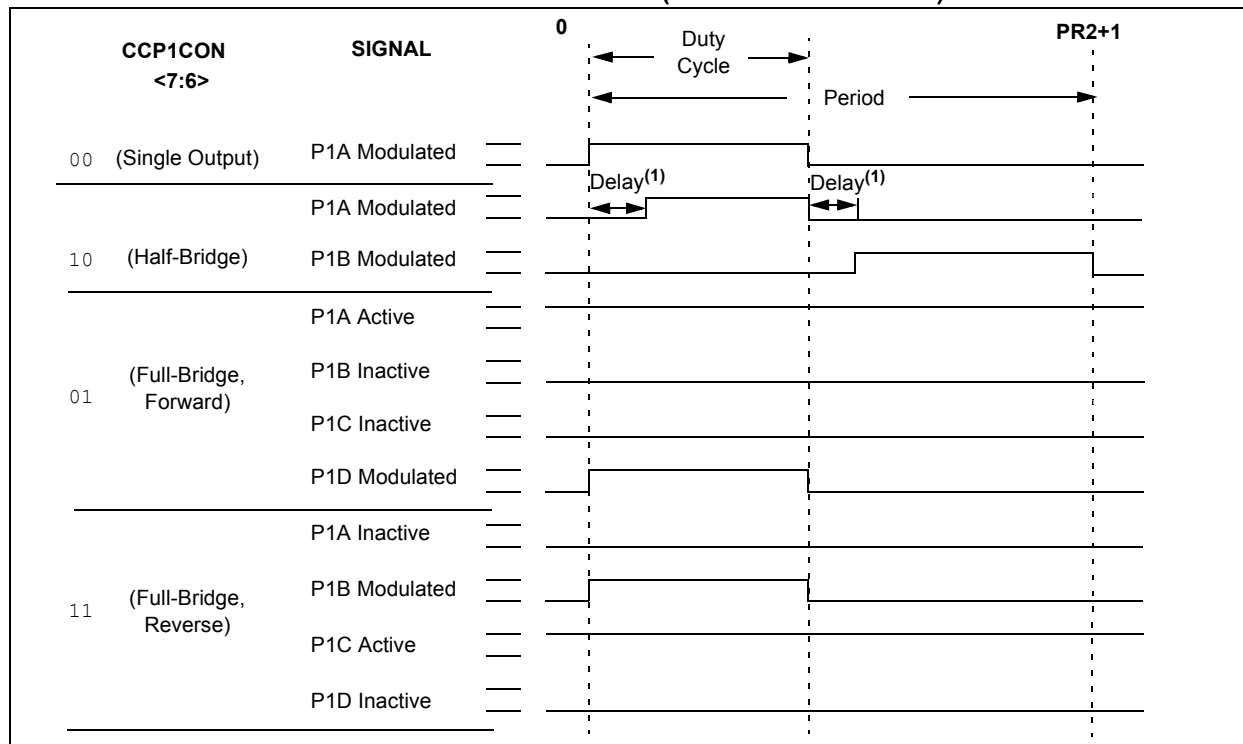 0
PR2+1
CCP1CON
<7:6>
SIGNAL
Duty
Cycle
Period
00 (Single Output) P1A Modulated
Delay(1) Delay(1)
P1A Modulated
10 (Half-Bridge) P1B Modulated
P1A Active
01 (Full-Bridge,
Forward)
P1B Inactive
P1C Inactive
P1D Modulated
P1A Inactive
11 (Full-Bridge,
Reverse)
P1B Modulated
P1C Active
P1D Inactive